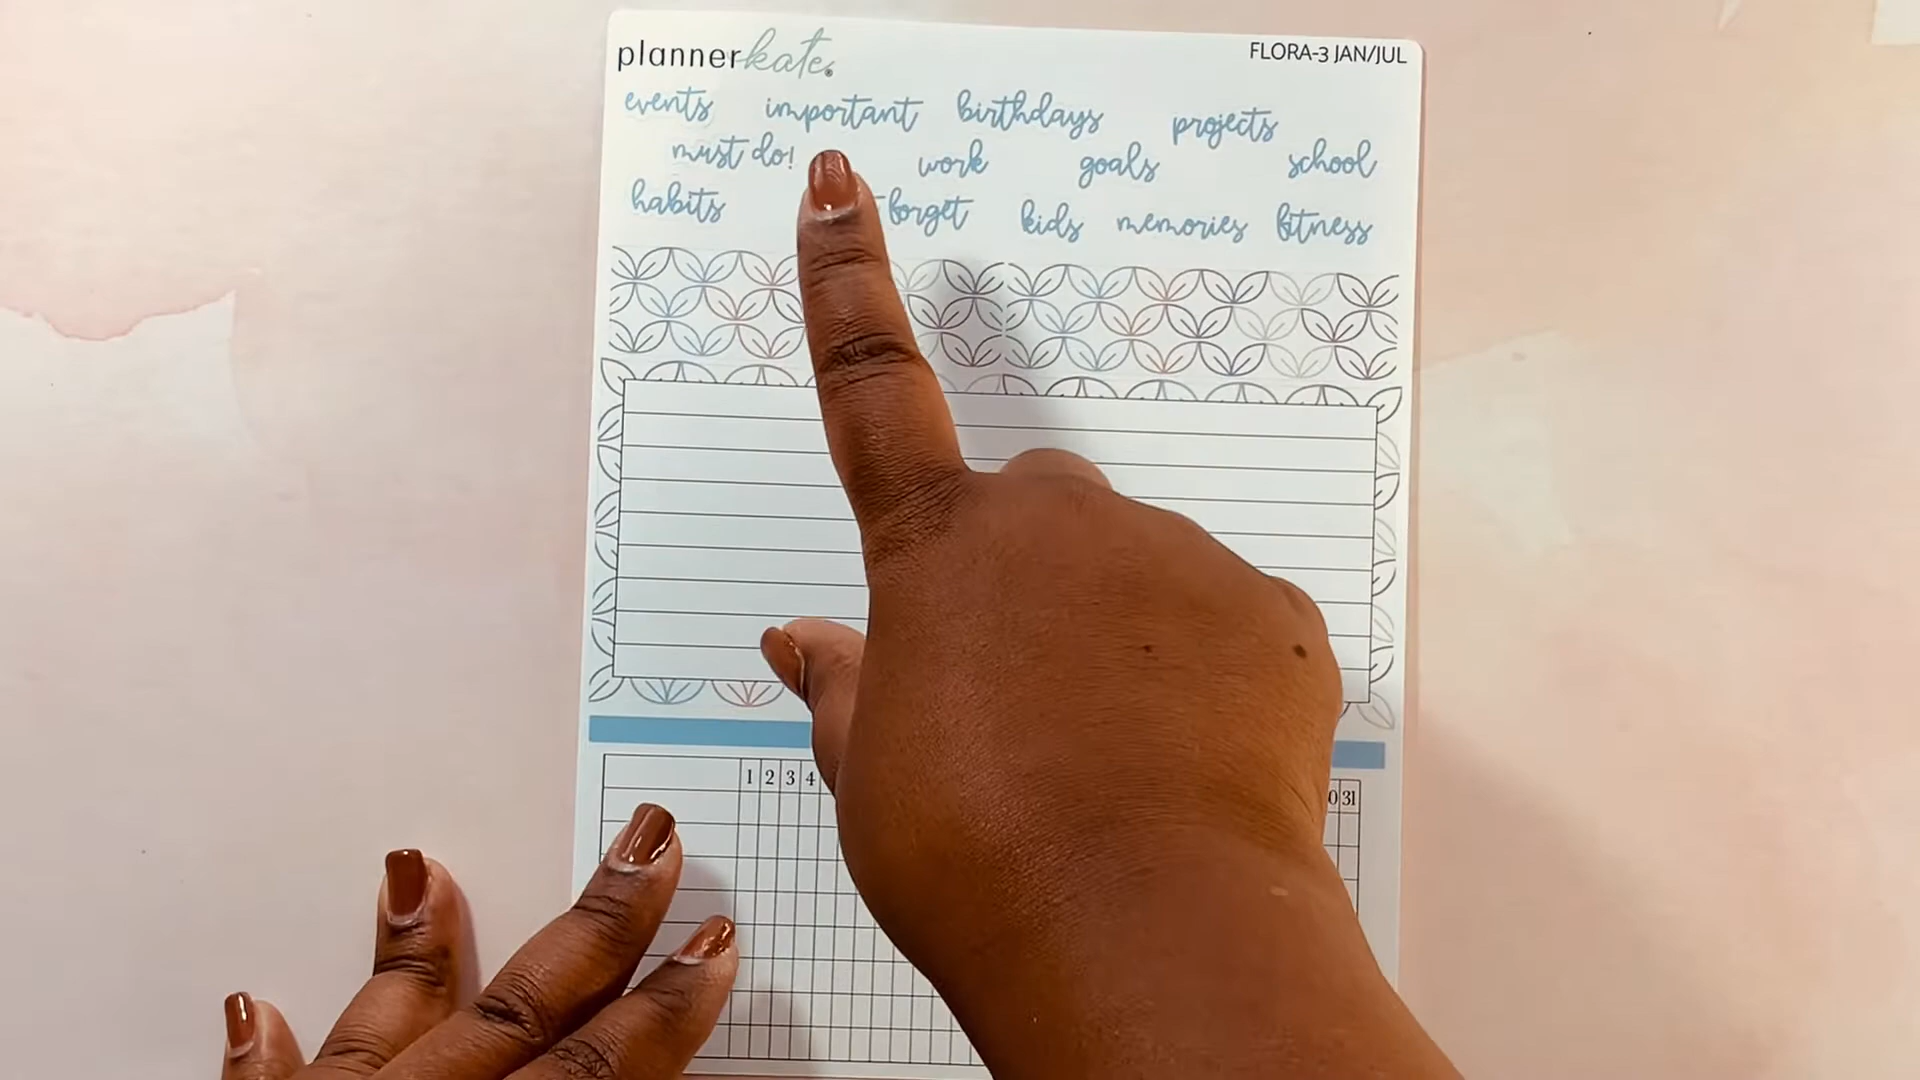 plannerkate® FLORA-3 JAN/JUL
events important birthdays projects
must do! work goals school
habits forget kids memories fitness
1 2 3 4 31